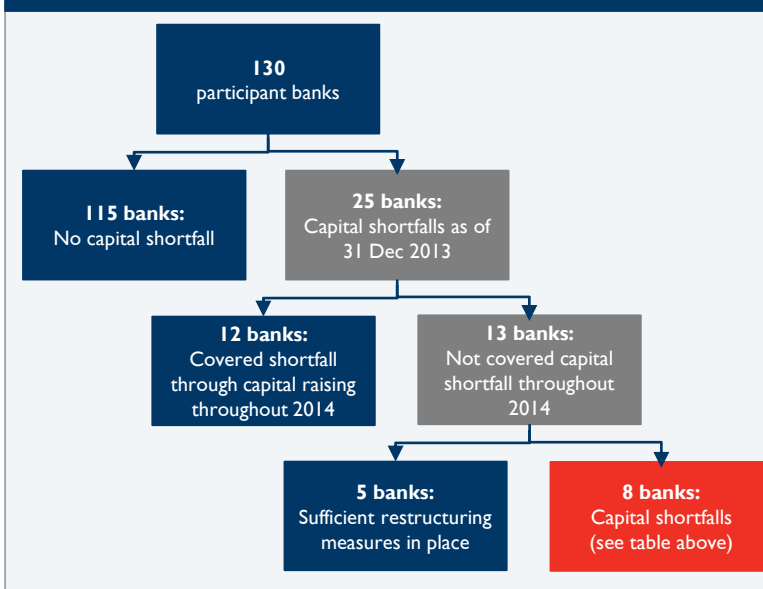 130
participant banks
115 banks:
No capital shortfall
25 banks:
Capital shortfalls as of
31 Dec 2013
12 banks:
Covered shortfall
through capital raising
throughout 2014
13 banks:
Not covered capital
shortfall throughout
2014
5 banks:
Sufficient restructuring
measures in place
8 banks:
Capital shortfalls
(see table above)